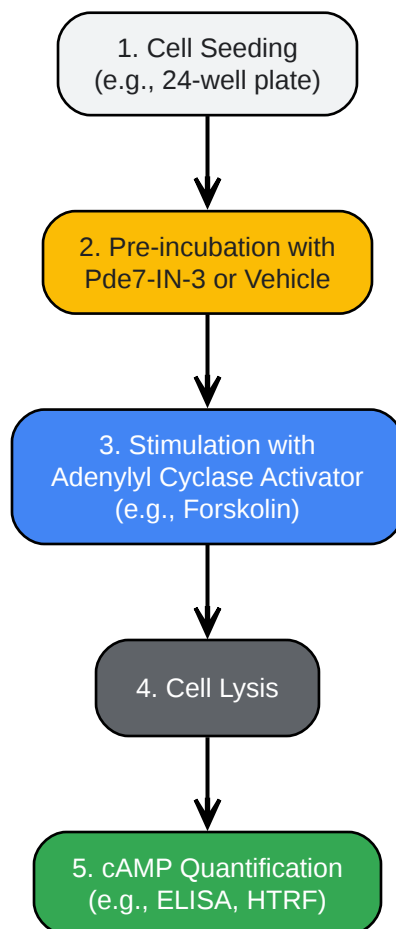 1. Cell Seeding
(e.g., 24-well plate)
2. Pre-incubation with
Pde7-IN-3 or Vehicle
3. Stimulation with
Adenylyl Cyclase Activator
(e.g., Forskolin)
4. Cell Lysis
5. cAMP Quantification
(e.g., ELISA, HTRF)